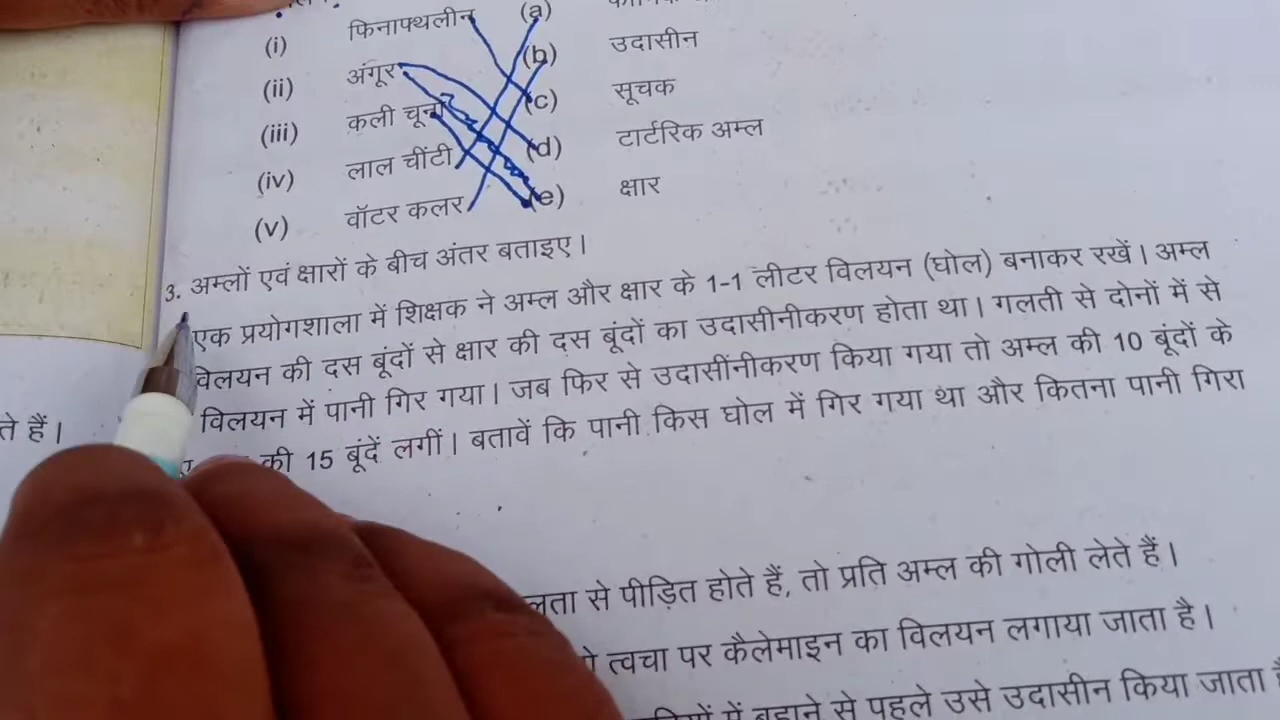 (i) फिनाफ्थलीन (a)
(ii) अंगूर (b) उदासीन
(iii) कली चूना (c) सूचक
(iv) लाल चींटी (d) टार्टरिक अम्ल
(v) वॉटर कलर (e) क्षार
3. अम्लों एवं क्षारों के बीच अंतर बताइए।
एक प्रयोगशाला में शिक्षक ने अम्ल और क्षार के 1-1 लीटर विलयन (घोल) बनाकर रखें। अम्ल
विलयन की दस बूंदों से क्षार की दस बूंदों का उदासीनीकरण होता था। गलती से दोनों में से
विलयन में पानी गिर गया। जब फिर से उदासींनीकरण किया गया तो अम्ल की 10 बूंदों के
की 15 बूंदें लगीं। बतावें कि पानी किस घोल में गिर गया था और कितना पानी गिरा
ते हैं।
से पीड़ित होते हैं, तो प्रति अम्ल की गोली लेते हैं।
त्वचा पर कैलेमाइन का विलयन लगाया जाता है।
में बहाने से पहले उसे उदासीन किया जाता